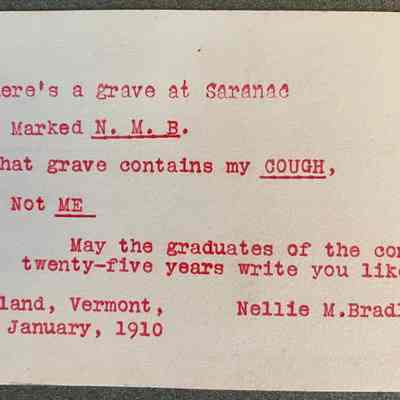 ere's a grave at Saranac
Marked N. M. B.
hat grave contains my COUGH,
Not ME
May the graduates of the co
twenty-five years write you lik
land, Vermont, Nellie M.Brad
January, 1910